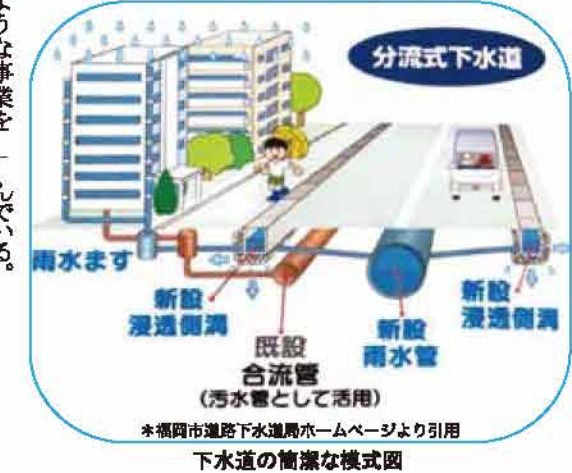 ような事業を
んでいる。
分流式下水道
雨水ます
新設
浸透側溝
既設
合流管
(汚水管として活用)
新設
雨水管
新設
浸透側溝
*福岡市道路下水道局ホームページより引用
下水道の簡潔な模式図